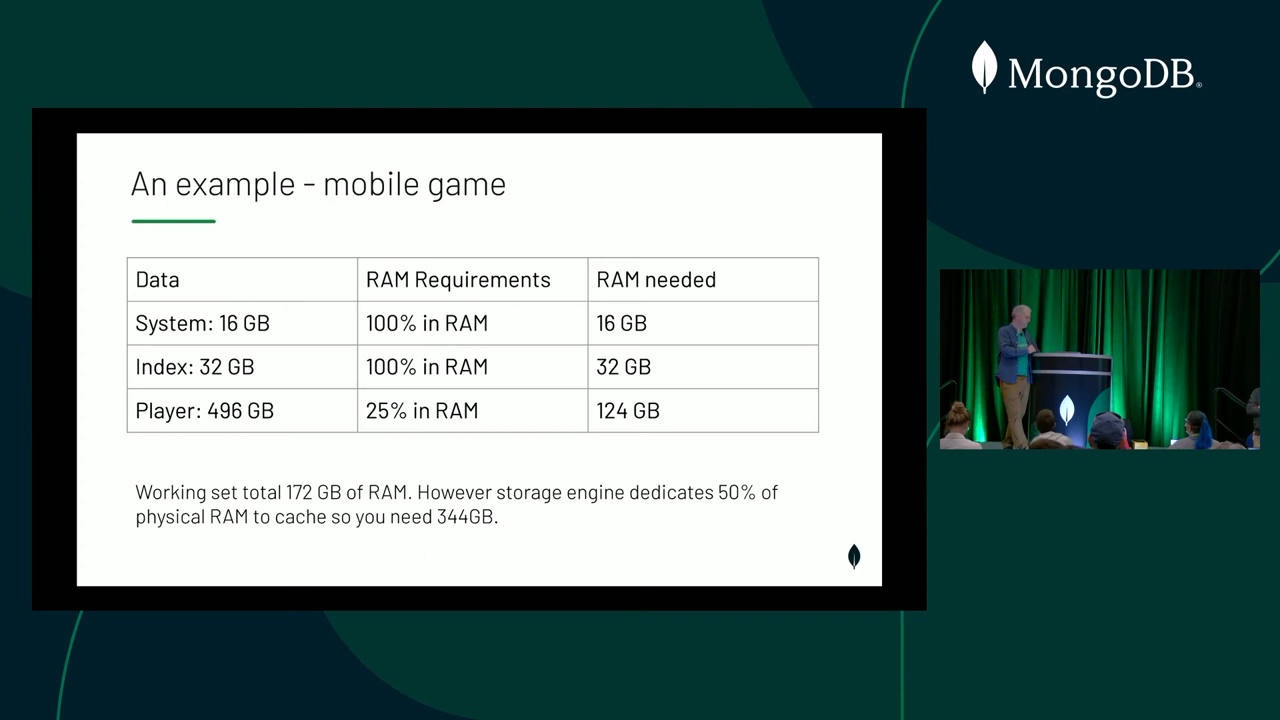 MongoDB®
An example - mobile game
Data RAM Requirements RAM needed
System: 16 GB 100% in RAM 16 GB
Index: 32 GB 100% in RAM 32 GB
Player: 496 GB 25% in RAM 124 GB
Working set total 172 GB of RAM. However storage engine dedicates 50% of
physical RAM to cache so you need 344GB.